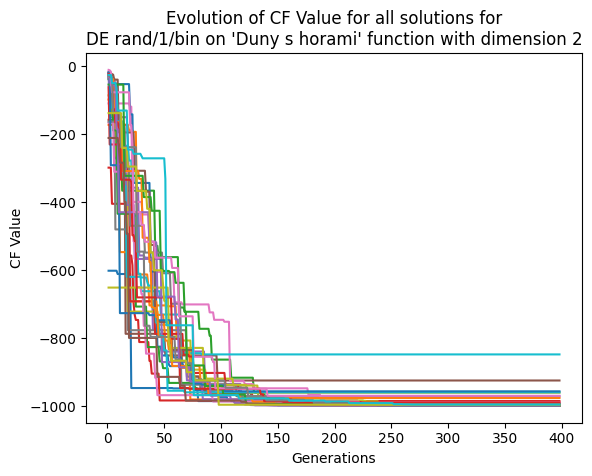 Evolution of CF Value for all solutions for
DE rand/1/bin on 'Duny s horami' function with dimension 2
0
−200
−400
−600
−800
−1000
CF Value
0 50 100 150 200 250 300 350 400
Generations